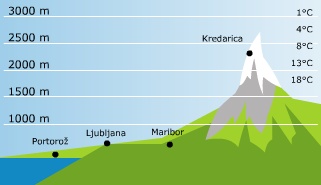 3000 m 1°C
2500 m 4°C
Kredarica 8°C
2000 m 13°C
18°C
1500 m
1000 m
Portorož Ljubljana Maribor